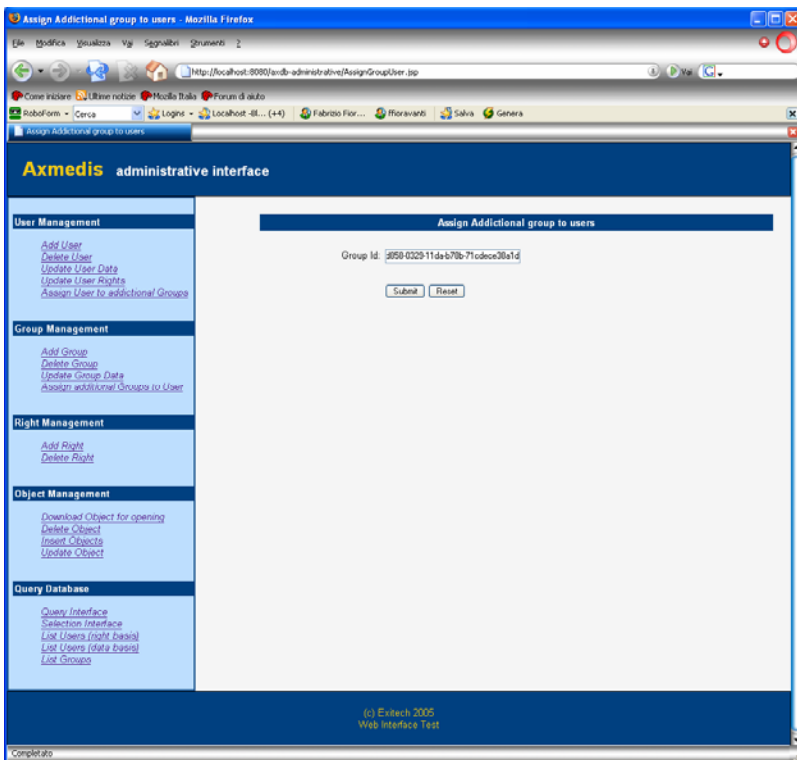 Assign Addictional group to users - Mozilla Firefox
File Modifica Visualizza Vai Segnalibri Strumenti ?
http://localhost:8080/axdb-administrative/AssignGroupUser.jsp Vai
Come iniziare Ultime notizie Mozilla Italia Forum di aiuto
RoboForm Cerca Logins Localhost (+4) Fabrizio Fior... ffioravanti Salva Genera
Assign Addictional group to users
Axmedis administrative interface
User Management
Add User
Delete User
Update User Data
Update User Rights
Assign User to addictional Groups
Group Management
Add Group
Delete Group
Update Group Data
Assign additional Groups to User
Right Management
Add Right
Delete Right
Object Management
Download Object for opening
Delete Object
Insert Objects
Update Object
Query Database
Query Interface
Selection Interface
List Users (right basis)
List Users (data basis)
List Groups
Assign Addictional group to users
Group Id:
Submit Reset
(c) Exitech 2005
Web Interface Test
Completato